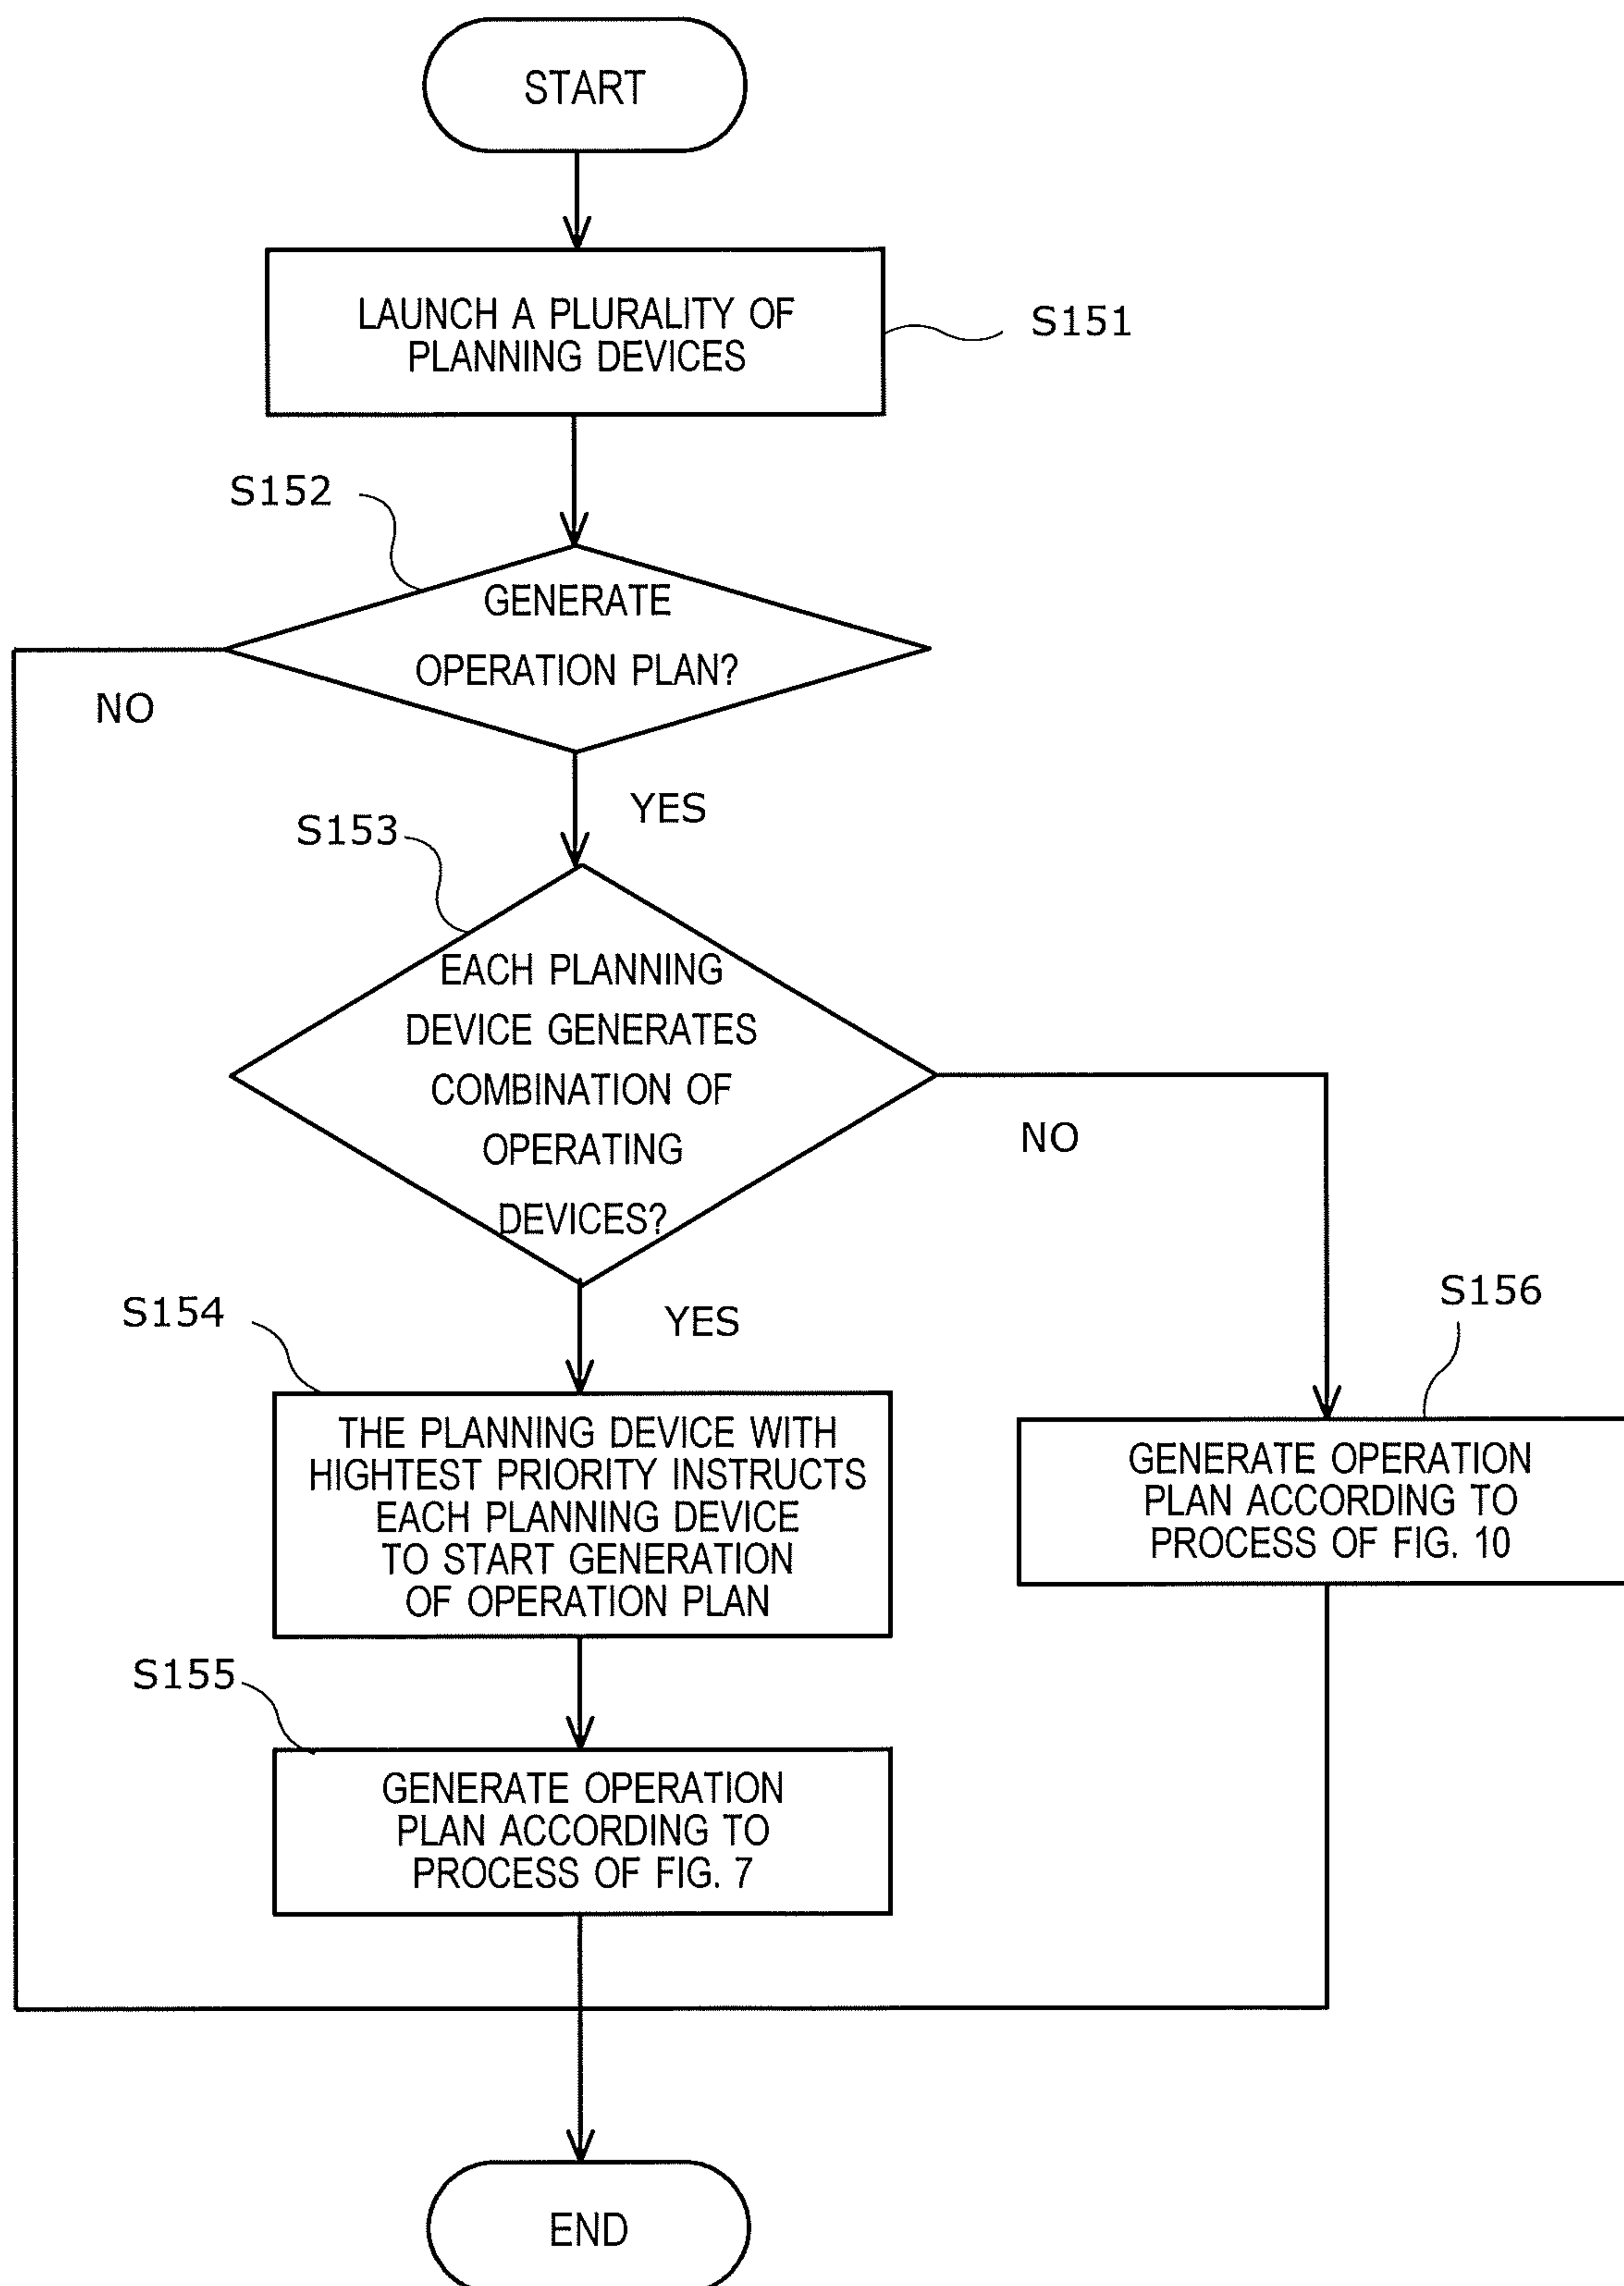 START
LAUNCH A PLURALITY OF
PLANNING DEVICES
S151
S152
GENERATE
OPERATION PLAN?
NO
YES
S153
EACH PLANNING
DEVICE GENERATES
COMBINATION OF
OPERATING
DEVICES?
NO
YES
S154
THE PLANNING DEVICE WITH
HIGHTEST PRIORITY INSTRUCTS
EACH PLANNING DEVICE
TO START GENERATION
OF OPERATION PLAN
S156
GENERATE OPERATION
PLAN ACCORDING TO
PROCESS OF FIG. 10
S155
GENERATE OPERATION
PLAN ACCORDING TO
PROCESS OF FIG. 7
END